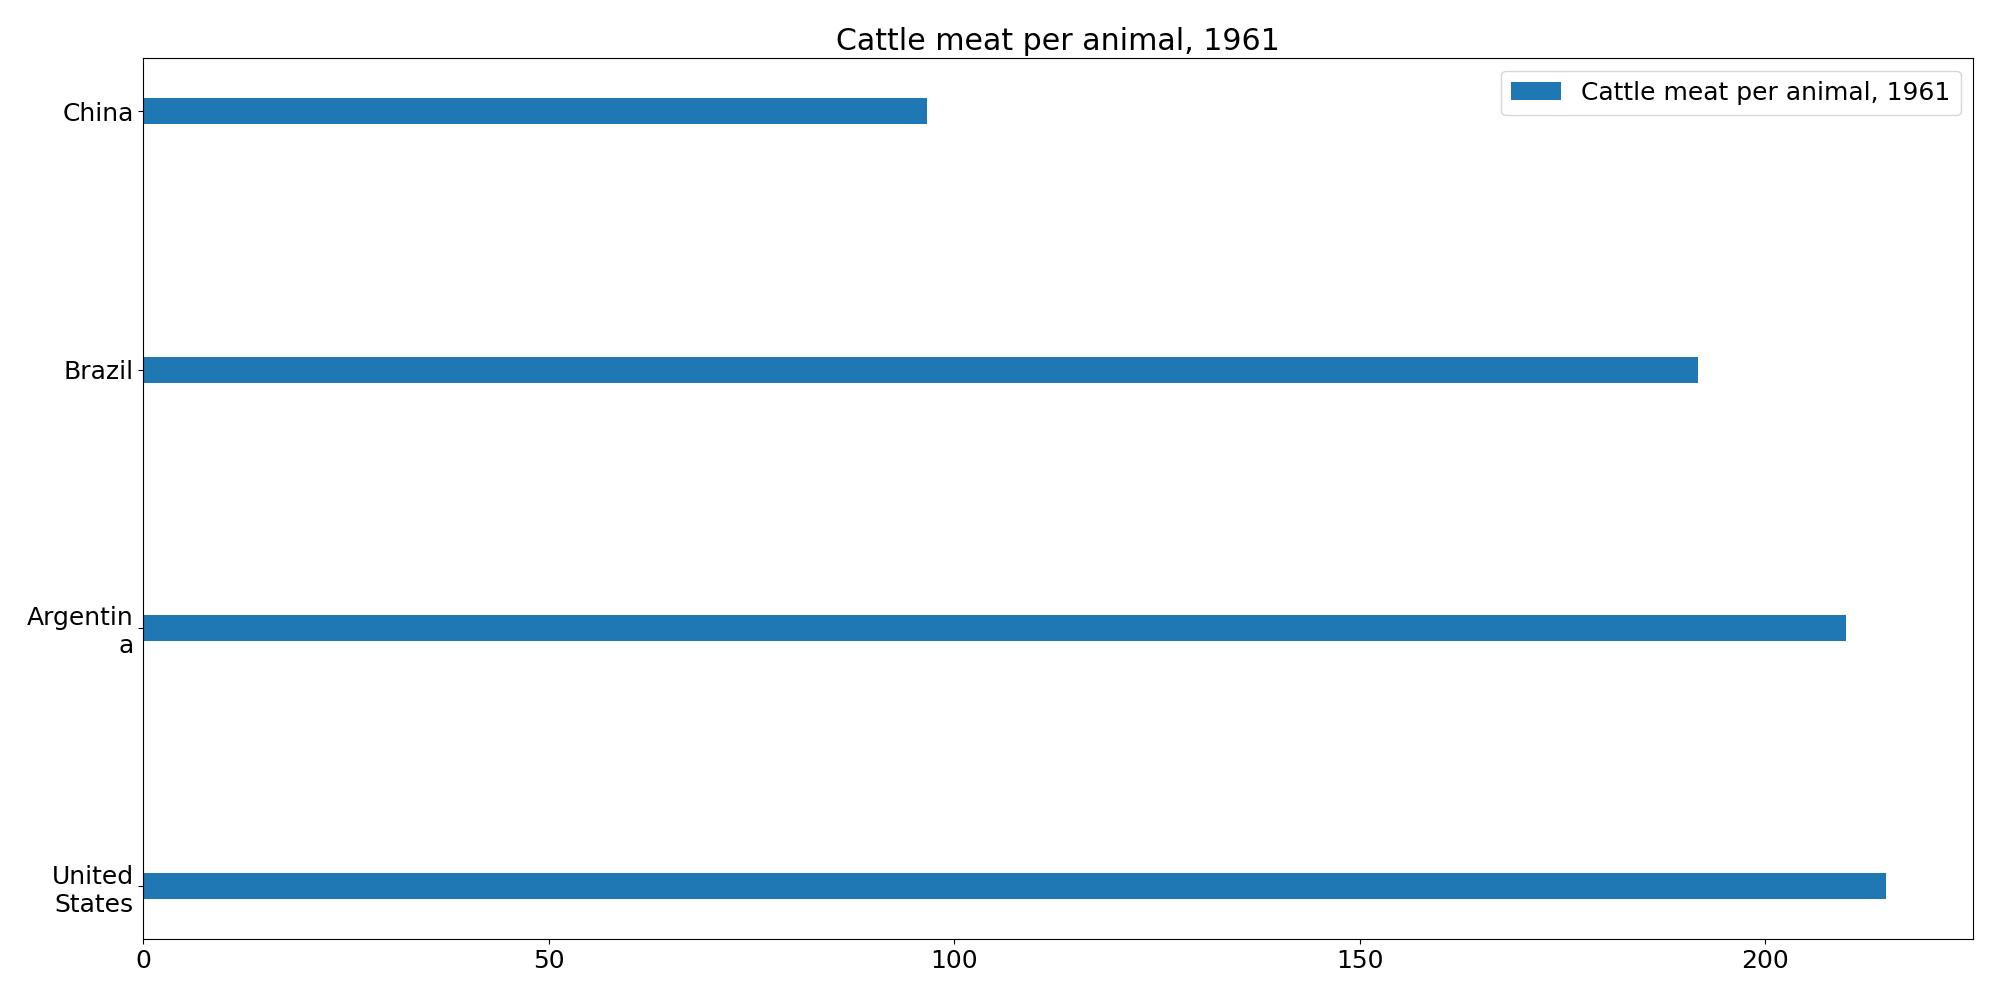 Cattle meat per animal, 1961
Cattle meat per animal, 1961
China
Brazil
Argentin
a
United
States
0
50
100
150
200